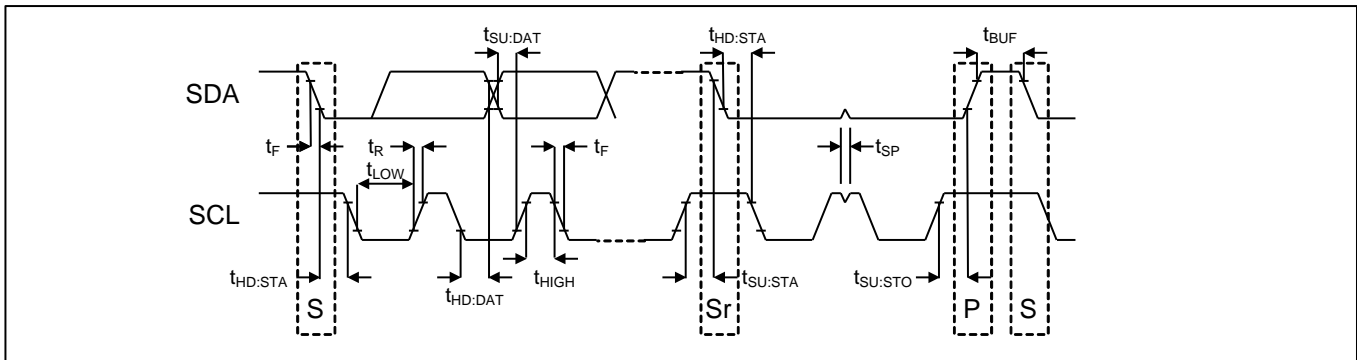 tSU:DAT
tHD:STA
tBUF
SDA
tF
tR
tF
tSP
tLOW
SCL
tHD:STA
tHD:DAT
tHIGH
tSU:STA
tSU:STO
S
Sr
P
S